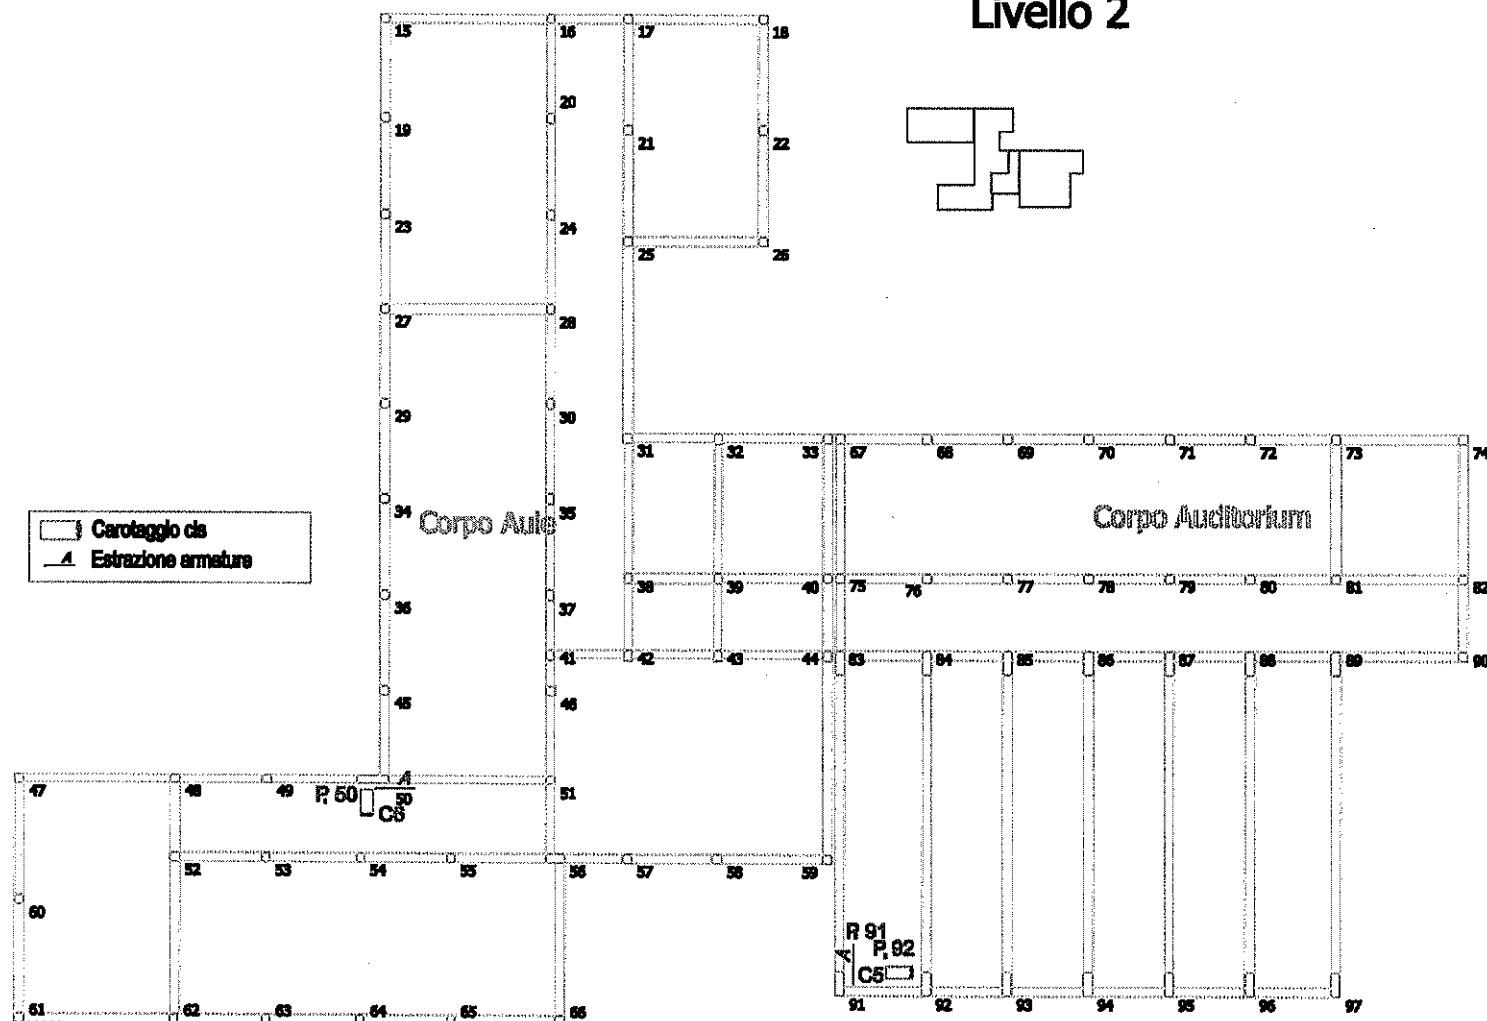 Livello 2
15 16 17 18
20
19 21 22
23 24
25 26
27 28
29 30
31 32 33 67 68 69 70 71 72 73 74
34 Corpo Aule 35 Corpo Auditorium
Carotaggio cls
A Estrazione armature
36 37 38 39 40 75 76 77 78 79 80 81 82
41 42 43 44 83 84 85 86 87 88 89 90
45 46
A
47 48 49 P. 50 50 51
C6
52 53 54 55 56 57 58 59
60
P. 91
A P. 92
C5
61 62 63 64 65 66 91 92 93 94 95 96 97